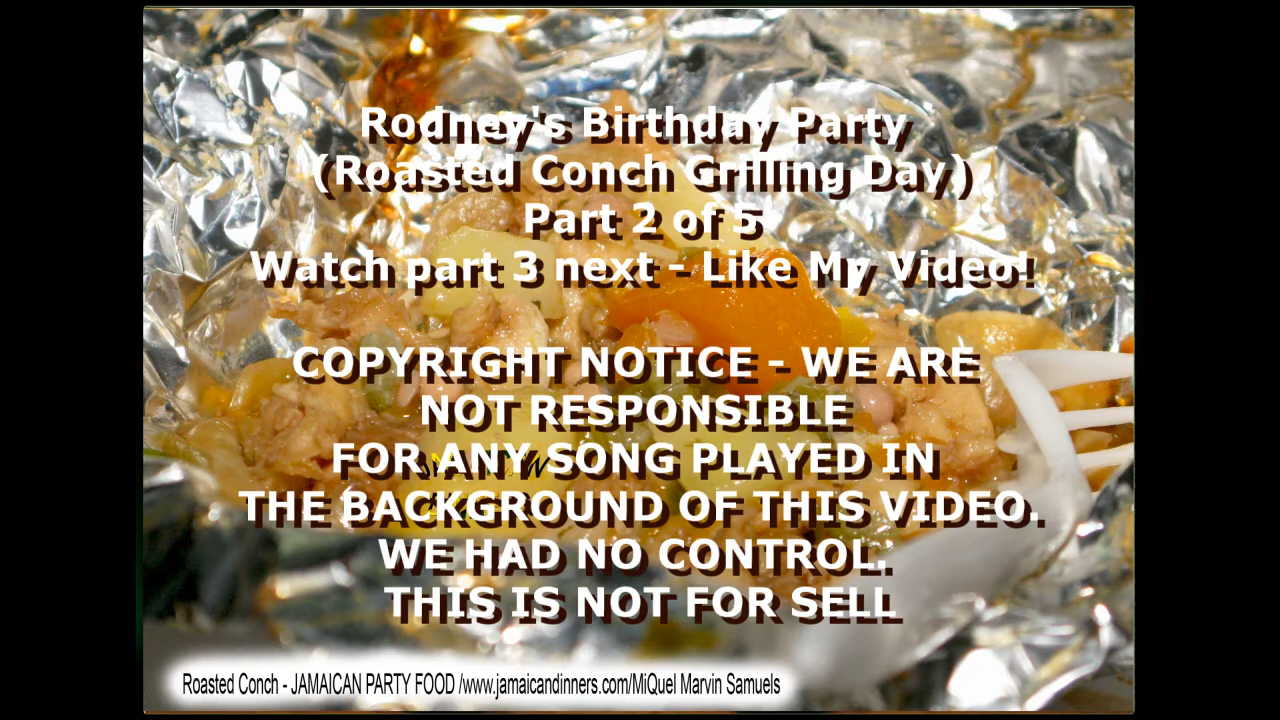 Rodney's Birthday Party
(Roasted Conch Grilling Day)
Part 2 of 5
Watch part 3 next - Like My Video!
COPYRIGHT NOTICE - WE ARE
NOT RESPONSIBLE
FOR ANY SONG PLAYED IN
THE BACKGROUND OF THIS VIDEO.
WE HAD NO CONTROL.
THIS IS NOT FOR SELL
Roasted Conch - JAMAICAN PARTY FOOD /www.jamaicandinners.com/MiQuel Marvin Samuels